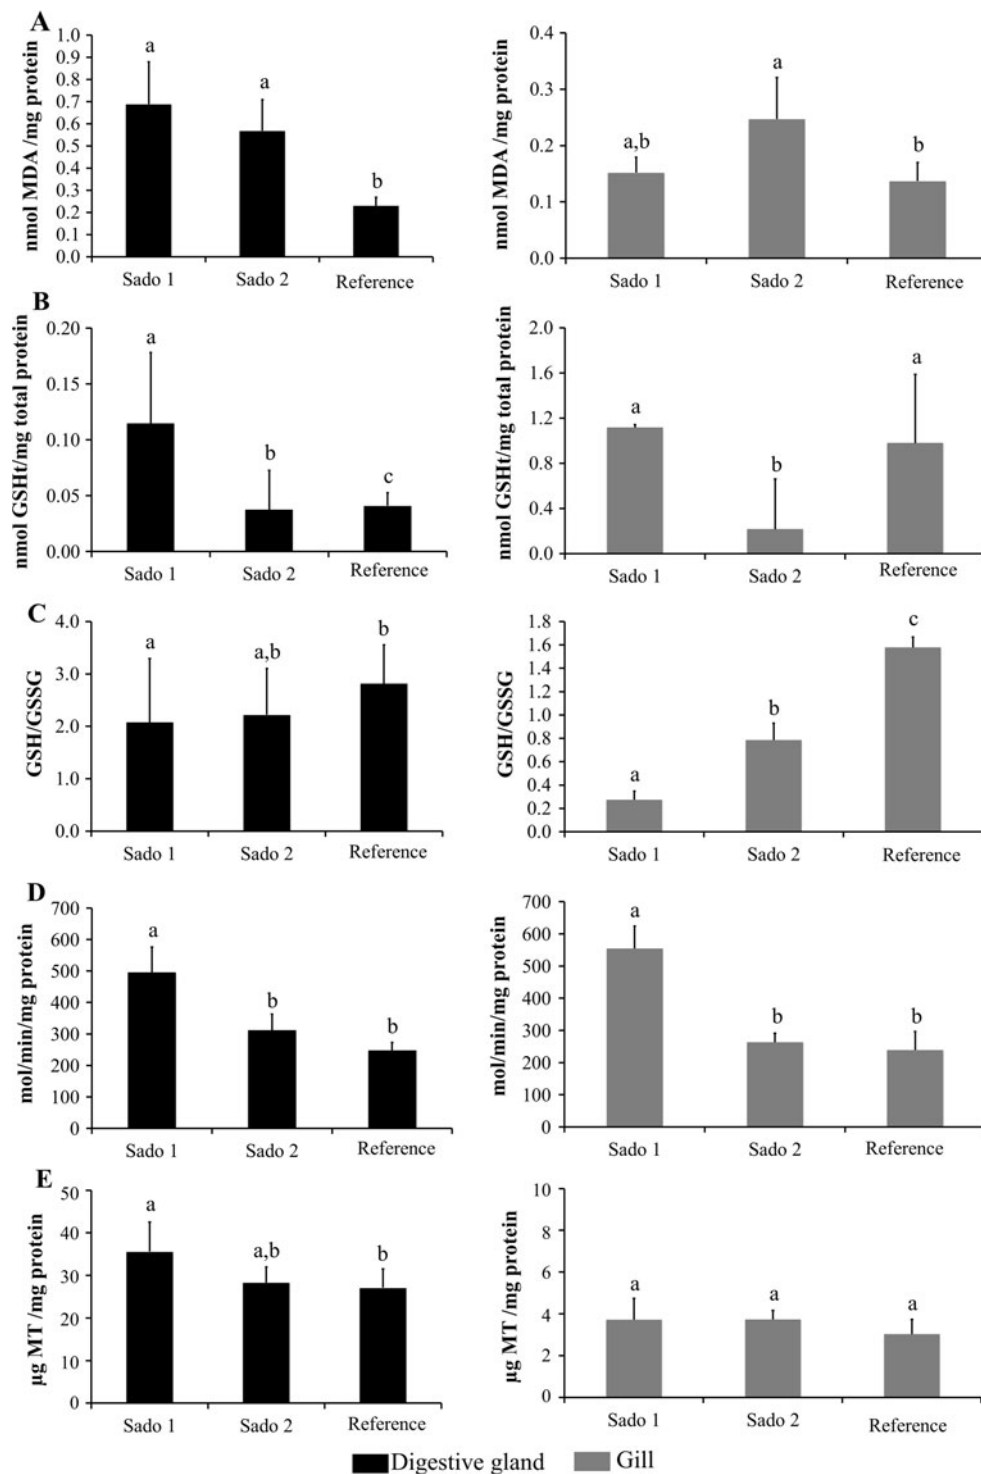 A
nmol MDA /mg protein
1.0
0.9
0.8
0.7
0.6
0.5
0.4
0.3
0.2
0.1
0.0
a
a
b
Sado 1
Sado 2
Reference
nmol MDA /mg protein
0.4
0.3
0.2
0.1
0.0
a,b
a
b
Sado 1
Sado 2
Reference
B
nmol GSHt/mg total protein
0.20
0.15
0.10
0.05
0.00
a
b
c
Sado 1
Sado 2
Reference
nmol GSHt/mg total protein
2.0
1.6
1.2
0.8
0.4
0.0
a
b
a
Sado 1
Sado 2
Reference
C
GSH/GSSG
4.0
3.0
2.0
1.0
0.0
a
a,b
b
Sado 1
Sado 2
Reference
GSH/GSSG
1.8
1.6
1.4
1.2
1.0
0.8
0.6
0.4
0.2
0.0
a
b
c
Sado 1
Sado 2
Reference
D
mol/min/mg protein
700
600
500
400
300
200
100
0
a
b
b
Sado 1
Sado 2
Reference
mol/min/mg protein
700
600
500
400
300
200
100
0
a
b
b
Sado 1
Sado 2
Reference
E
µg MT /mg protein
50
40
30
20
10
0
a
a,b
b
Sado 1
Sado 2
Reference
µg MT /mg protein
10
8
6
4
2
0
a
a
a
Sado 1
Sado 2
Reference
Digestive gland
Gill